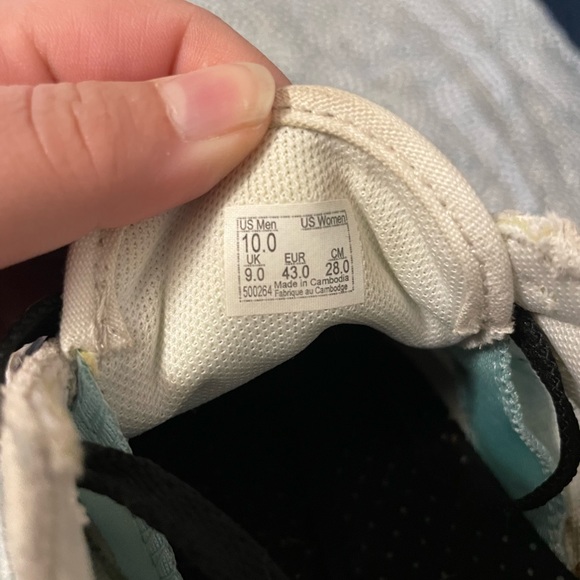 US Men US Women
10.0
UK EUR CM
9.0 43.0 28.0
500264 Made in Cambodia
Fabrique au Cambodge